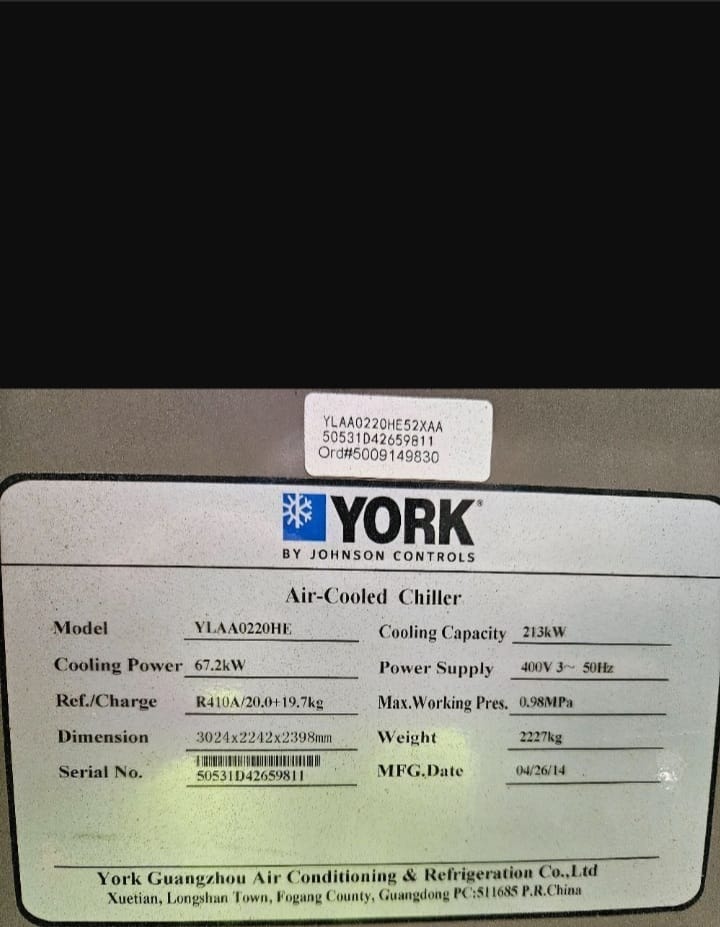 YLAA0220HE52XAA
50531D42659811
Ord#5009149830
YORK®
BY JOHNSON CONTROLS
Air-Cooled Chiller
Model YLAA0220HE Cooling Capacity 213kW
Cooling Power 67.2kW Power Supply 400V 3~ 50Hz
Ref./Charge R410A/20.0+19.7kg Max.Working Pres. 0.98MPa
Dimension 3024x2242x2398mm Weight 2227kg
Serial No. 50531D42659811 MFG.Date 04/26/14
York Guangzhou Air Conditioning & Refrigeration Co.,Ltd
Xuetian, Longshan Town, Fogang County, Guangdong PC:511685 P.R.China